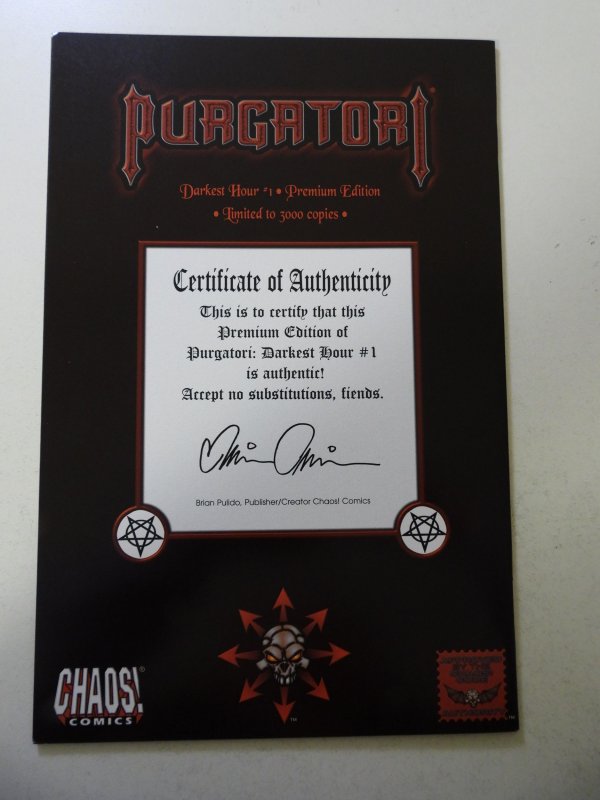 PURGATORI®
Darkest Hour #1 • Premium Edition
• Limited to 3000 copies •
Certificate of Authenticity
This is to certify that this
Premium Edition of
Purgatori: Darkest Hour #1
is authentic!
Accept no substitutions, fiends.
Brian Pulido, Publisher/Creator Chaos! Comics
CHAOS!®
COMICS
TM
TM